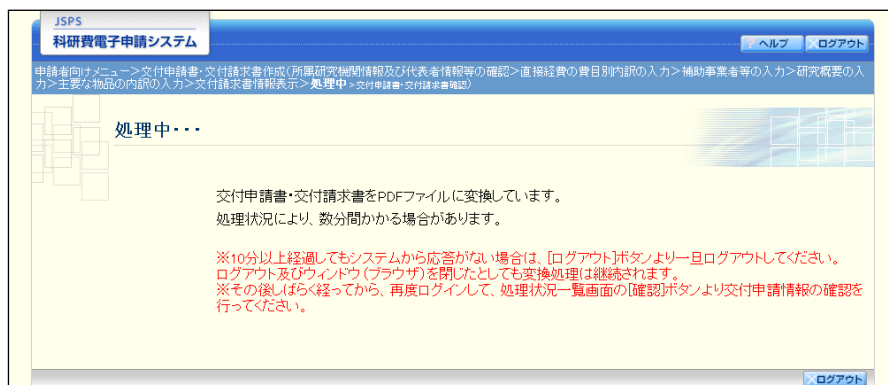 JSPS
科研費電子申請システム
?ヘルプ
×ログアウト
申請者向けメニュー>交付申請書・交付請求書作成(所属研究機関情報及び代表者情報等の確認>直接経費の費目別内訳の入力>補助事業者等の入力>研究概要の入
力>主要な物品の内訳の入力>交付請求書情報表示>処理中>交付申請書・交付請求書確認)
処理中・・・
交付申請書・交付請求書をPDFファイルに変換しています。
処理状況により、数分間かかる場合があります。
※10分以上経過してもシステムから応答がない場合は、[ログアウト]ボタンより一旦ログアウトしてください。
ログアウト及びウィンドウ(ブラウザ)を閉じたとしても変換処理は継続されます。
※その後しばらく経ってから、再度ログインして、処理状況一覧画面の[確認]ボタンより交付申請情報の確認を
行ってください。
×ログアウト